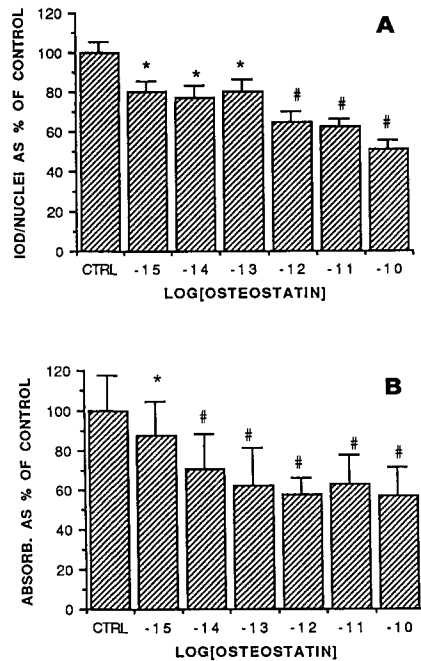 A
IOD/NUCLEI AS % OF CONTROL
120
100
80
60
40
20
0
* * * # # #
CTRL -15 -14 -13 -12 -11 -10
LOG[OSTEOSTATIN]
B
ABSORB. AS % OF CONTROL
120
100
80
60
40
20
0
* # # # # #
CTRL -15 -14 -13 -12 -11 -10
LOG[OSTEOSTATIN]